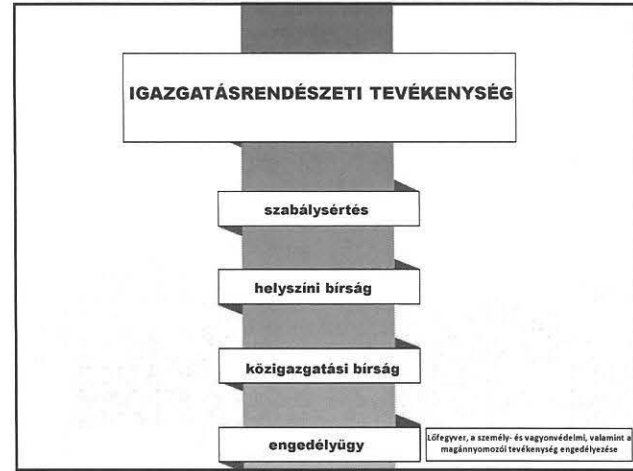 IGAZGATÁSRENDÉSZETI TEVÉKENYSÉG
szabálysértés
helyszíni bírság
közigazgatási bírság
engedélyügy
Lőfegyver, a személy- és vagyonvédelmi, valamint a
magánnyomozói tevékenység engedélyezése